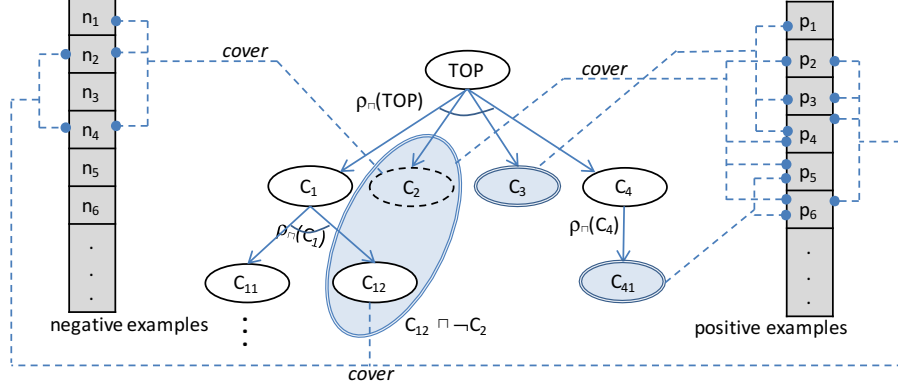 n1
n2
n3
n4
n5
n6
.
.
.
negative examples
cover
TOP
ρ⊓(TOP)
cover
C1
C2
C3
C4
ρ⊓(C1)
ρ⊓(C4)
C11
C12
C41
.
.
.
C12 ⊓ ¬C2
cover
p1
p2
p3
p4
p5
p6
.
.
.
positive examples